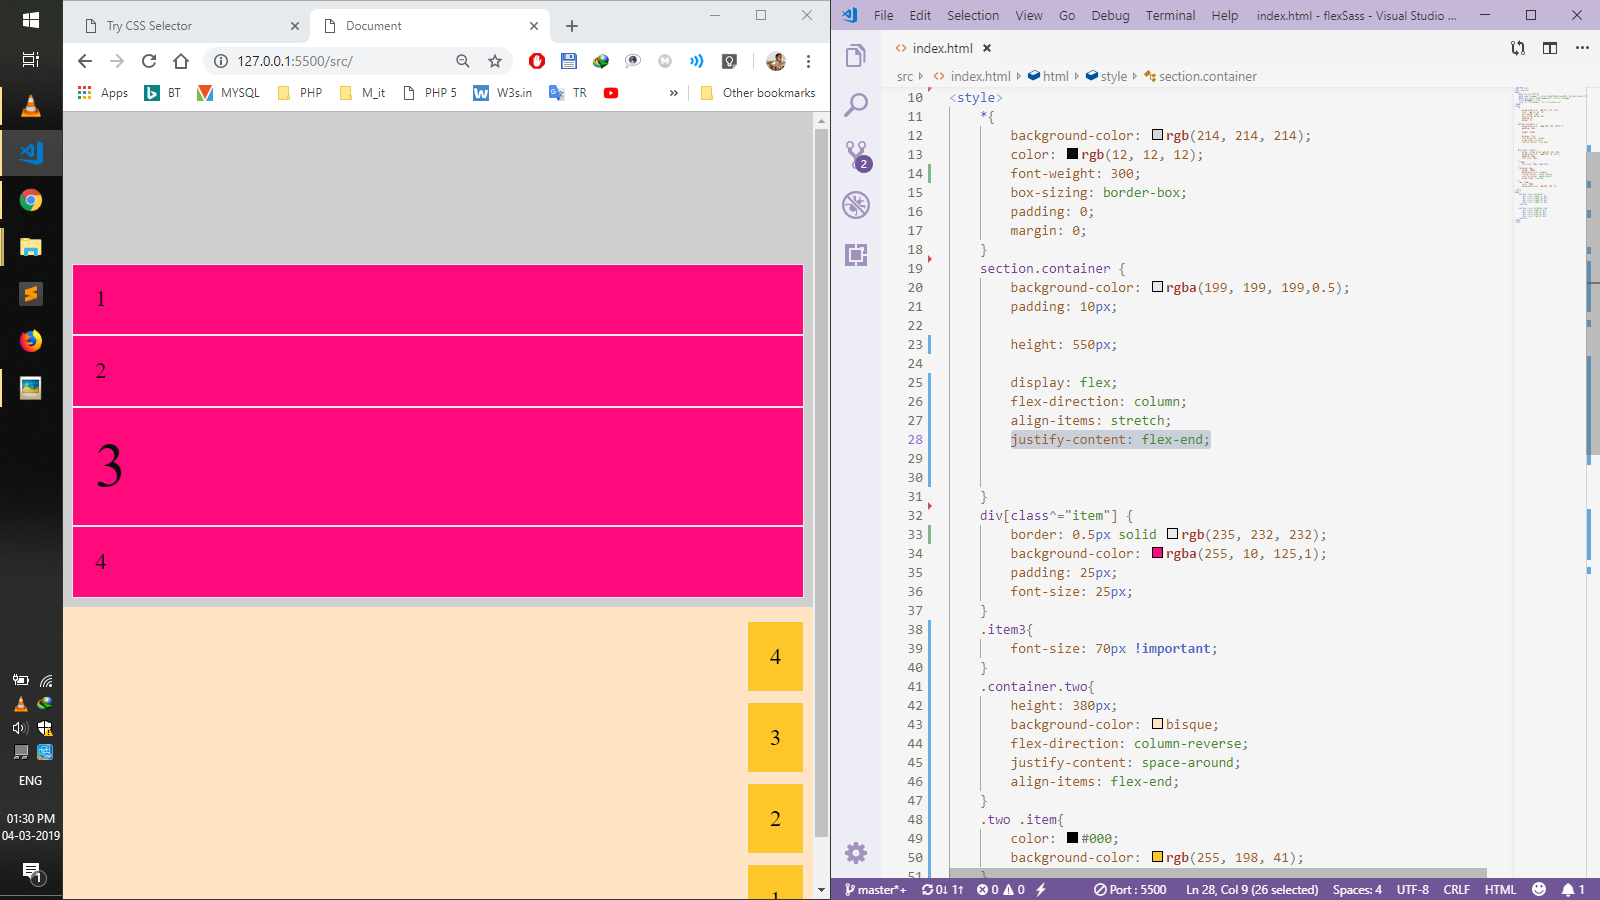 Try CSS Selector
Document
127.0.0.1:5500/src/
Apps
BT
MYSQL
PHP
M_it
PHP 5
W3s.in
TR
»
Other bookmarks
1
2
3
4
4
3
2
1
ENG
01:30 PM
04-03-2019
1
File Edit Selection View Go Debug Terminal Help index.html - flexSass - Visual Studio ...
index.html
src index.html html style section.container
2
10 <style>
11 *{
12 background-color: rgb(214, 214, 214);
13 color: rgb(12, 12, 12);
14 font-weight: 300;
15 box-sizing: border-box;
16 padding: 0;
17 margin: 0;
18 }
19 section.container {
20 background-color: rgba(199, 199, 199,0.5);
21 padding: 10px;
22
23 height: 550px;
24
25 display: flex;
26 flex-direction: column;
27 align-items: stretch;
28 justify-content: flex-end;
29
30
31 }
32 div[class^="item"] {
33 border: 0.5px solid rgb(235, 232, 232);
34 background-color: rgba(255, 10, 125,1);
35 padding: 25px;
36 font-size: 25px;
37 }
38 .item3{
39 font-size: 70px !important;
40 }
41 .container.two{
42 height: 380px;
43 background-color: bisque;
44 flex-direction: column-reverse;
45 justify-content: space-around;
46 align-items: flex-end;
47 }
48 .two .item{
49 color: #000;
50 background-color: rgb(255, 198, 41);
51 }
master*+ 0↓ 1↑ 0 0 Port : 5500 Ln 28, Col 9 (26 selected) Spaces: 4 UTF-8 CRLF HTML 1